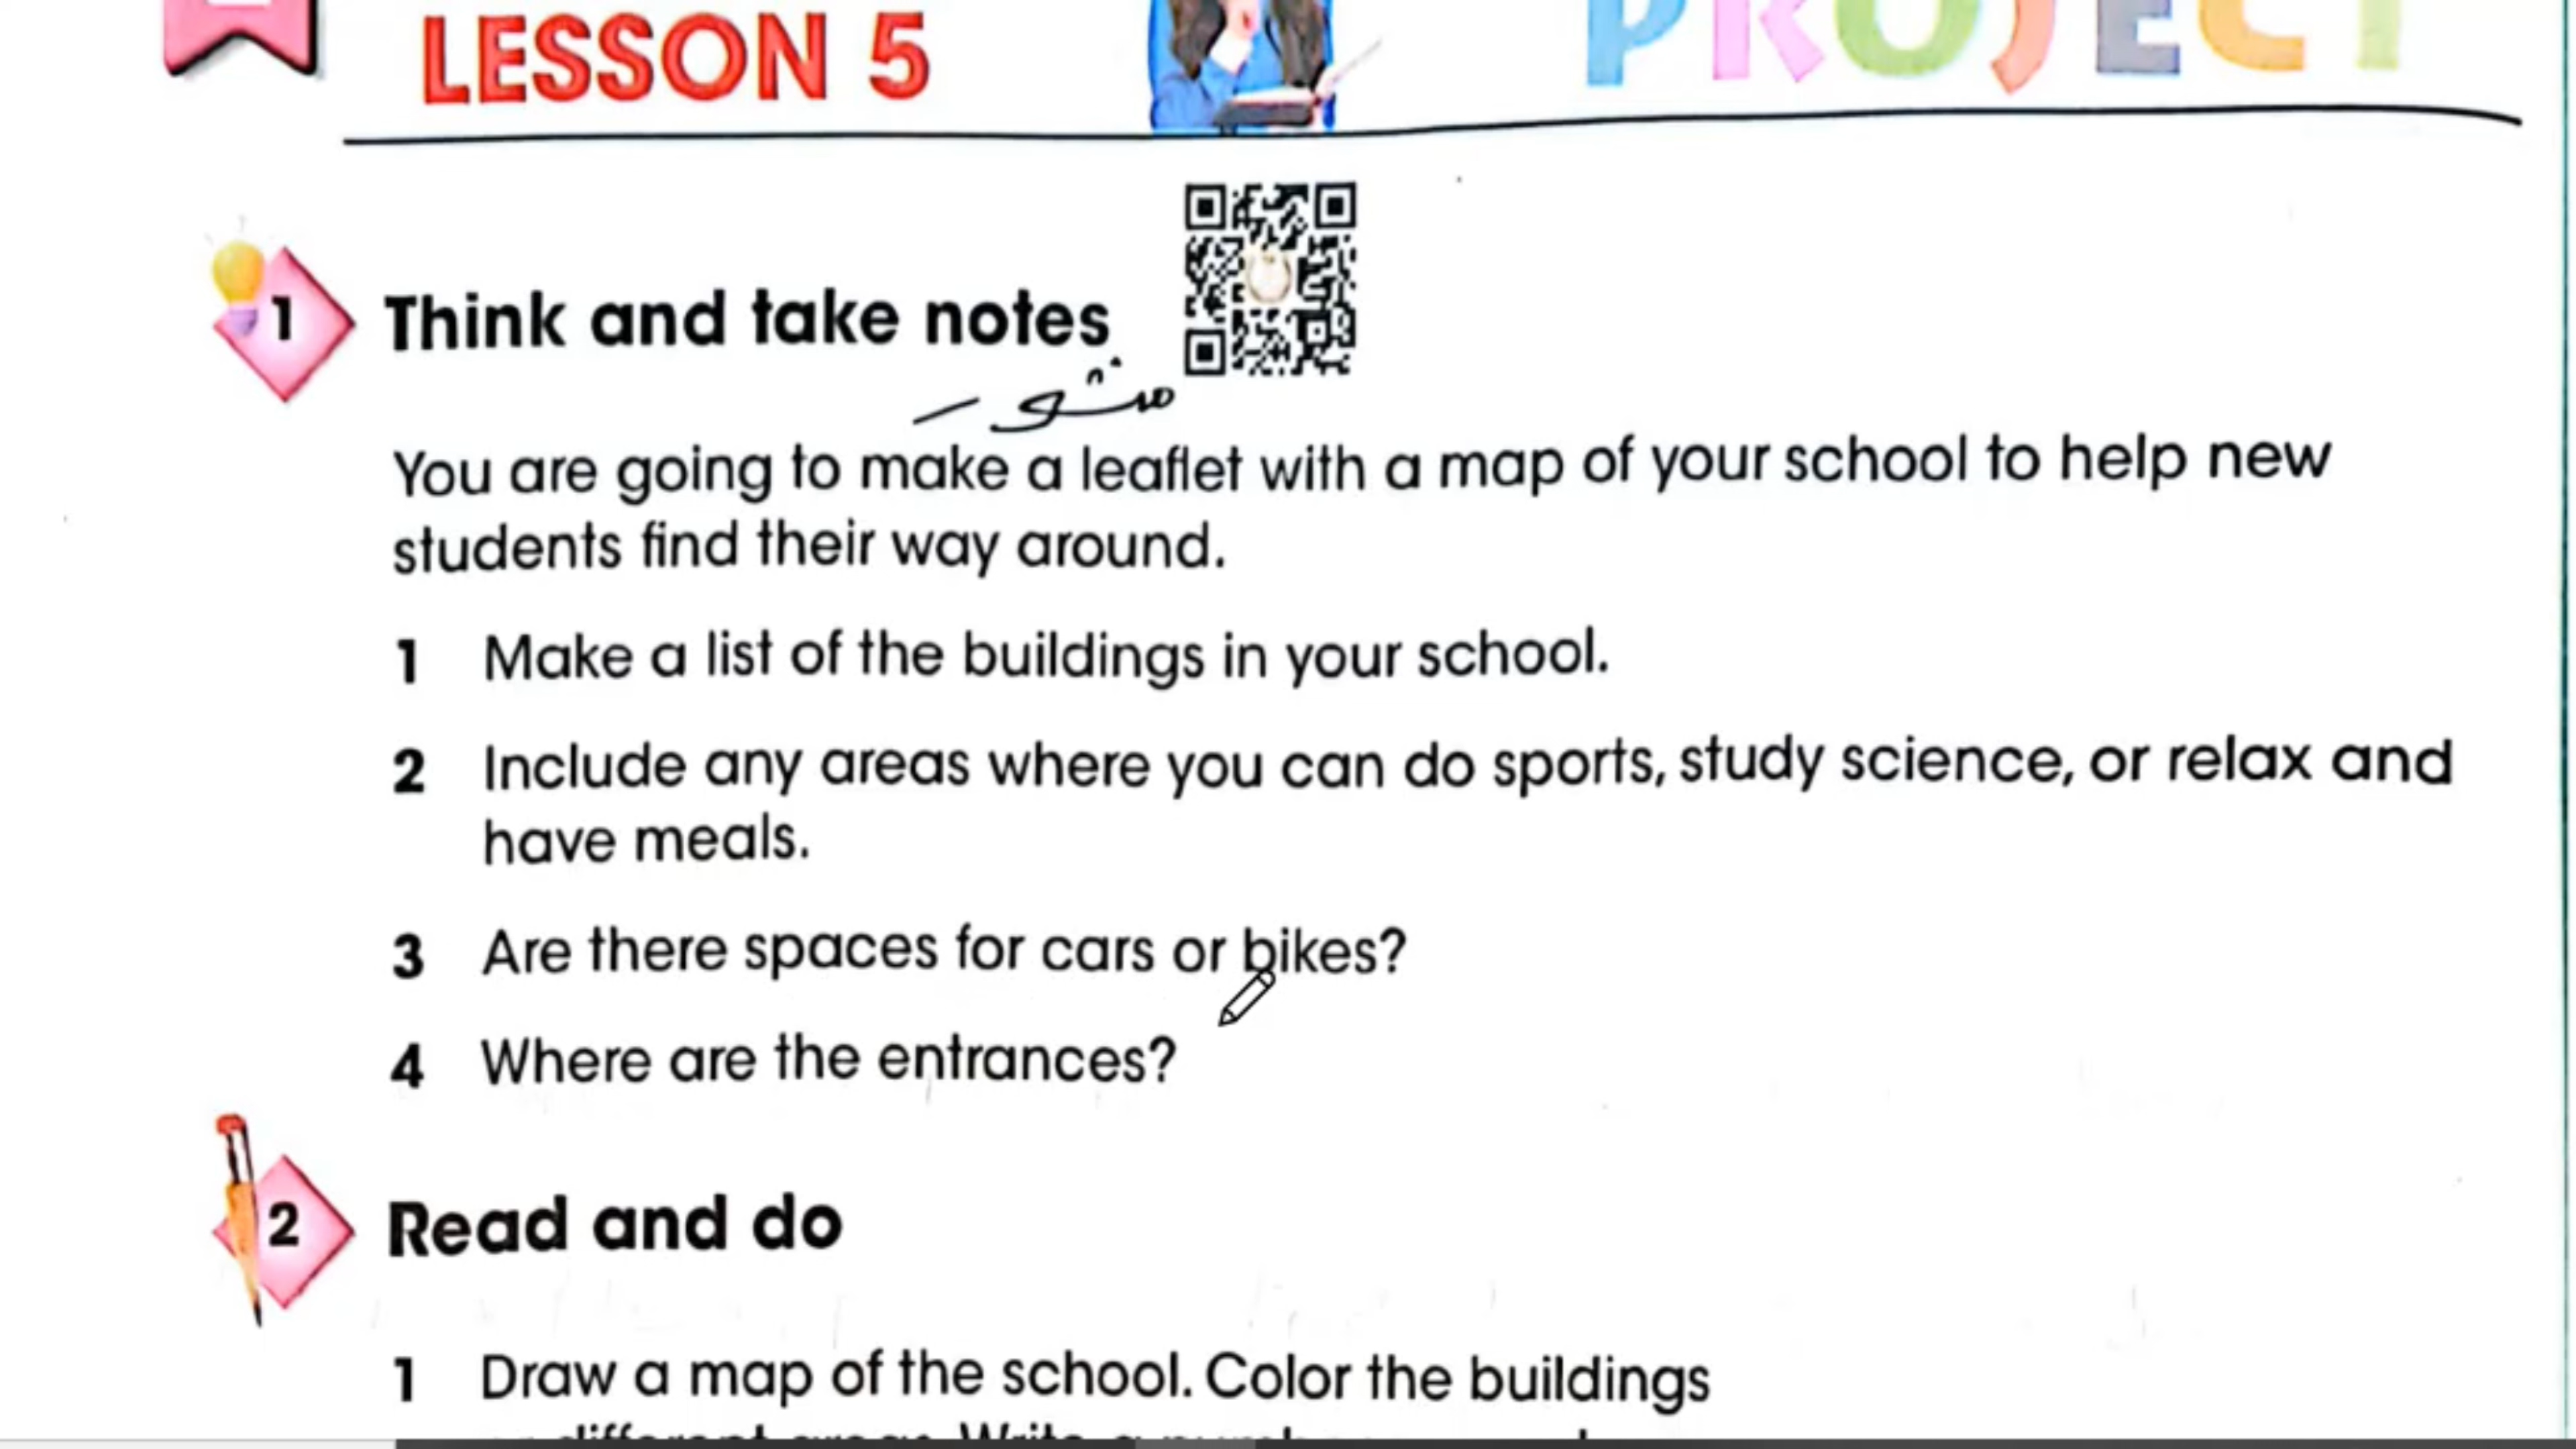 LESSON 5
PROJECT
1 Think and take notes
منشور
You are going to make a leaflet with a map of your school to help new
students find their way around.
1 Make a list of the buildings in your school.
2 Include any areas where you can do sports, study science, or relax and
have meals.
3 Are there spaces for cars or bikes?
4 Where are the entrances?
2 Read and do
1 Draw a map of the school. Color the buildings